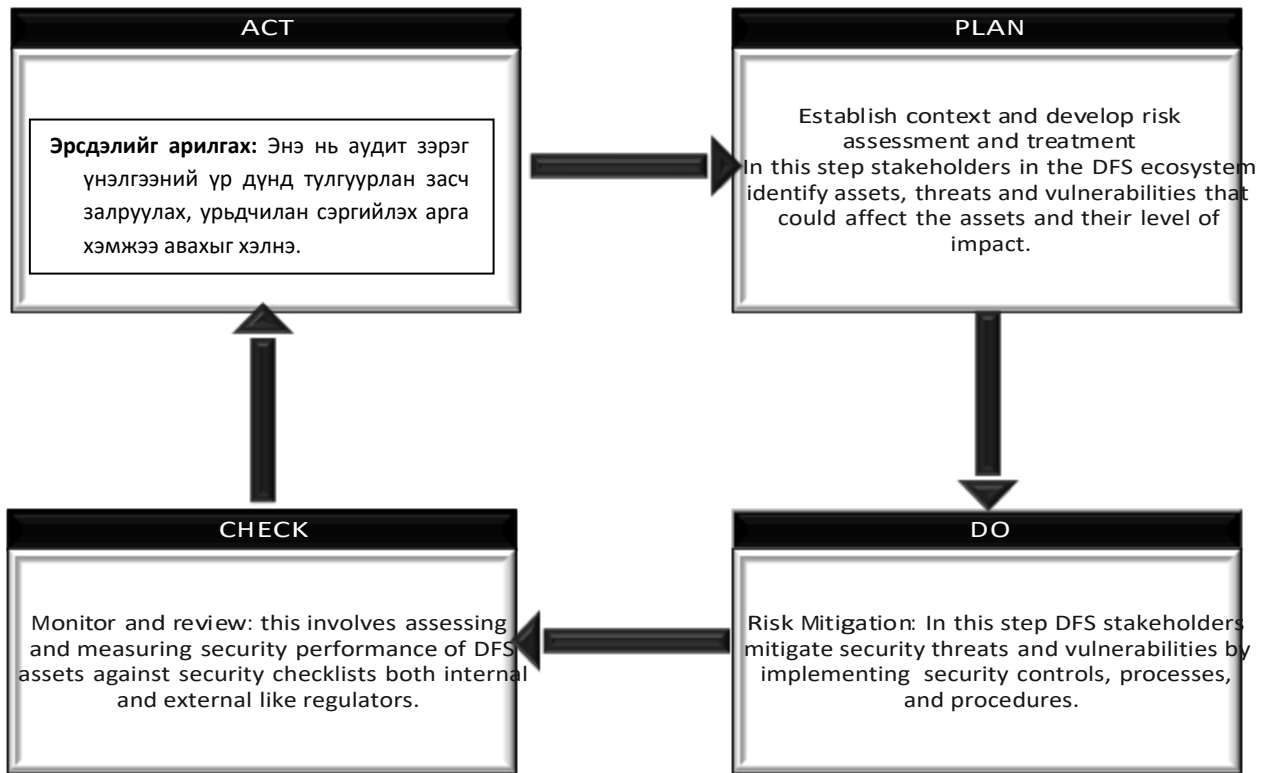 ACT
Эрсдэлийг арилгах: Энэ нь аудит зэрэг
үнэлгээний үр дүнд тулгуурлан засч
залруулах, урьдчилан сэргийлэх арга
хэмжээ авахыг хэлнэ.
PLAN
Establish context and develop risk
assessment and treatment
In this step stakeholders in the DFS ecosystem
identify assets, threats and vulnerabilities that
could affect the assets and their level of
impact.
DO
Risk Mitigation: In this step DFS stakeholders
mitigate security threats and vulnerabilities by
implementing security controls, processes,
and procedures.
CHECK
Monitor and review: this involves assessing
and measuring security performance of DFS
assets against security checklists both internal
and external like regulators.